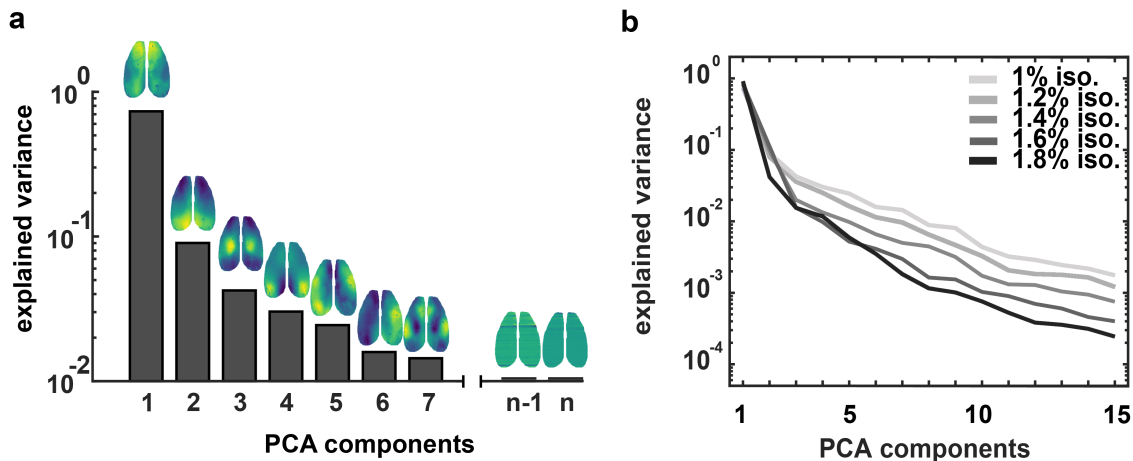 a
explained variance
10^0
10^-1
10^-2
1 2 3 4 5 6 7 n-1 n
PCA components
b
explained variance
10^0
10^-1
10^-2
10^-3
10^-4
1% iso.
1.2% iso.
1.4% iso.
1.6% iso.
1.8% iso.
1 5 10 15
PCA components